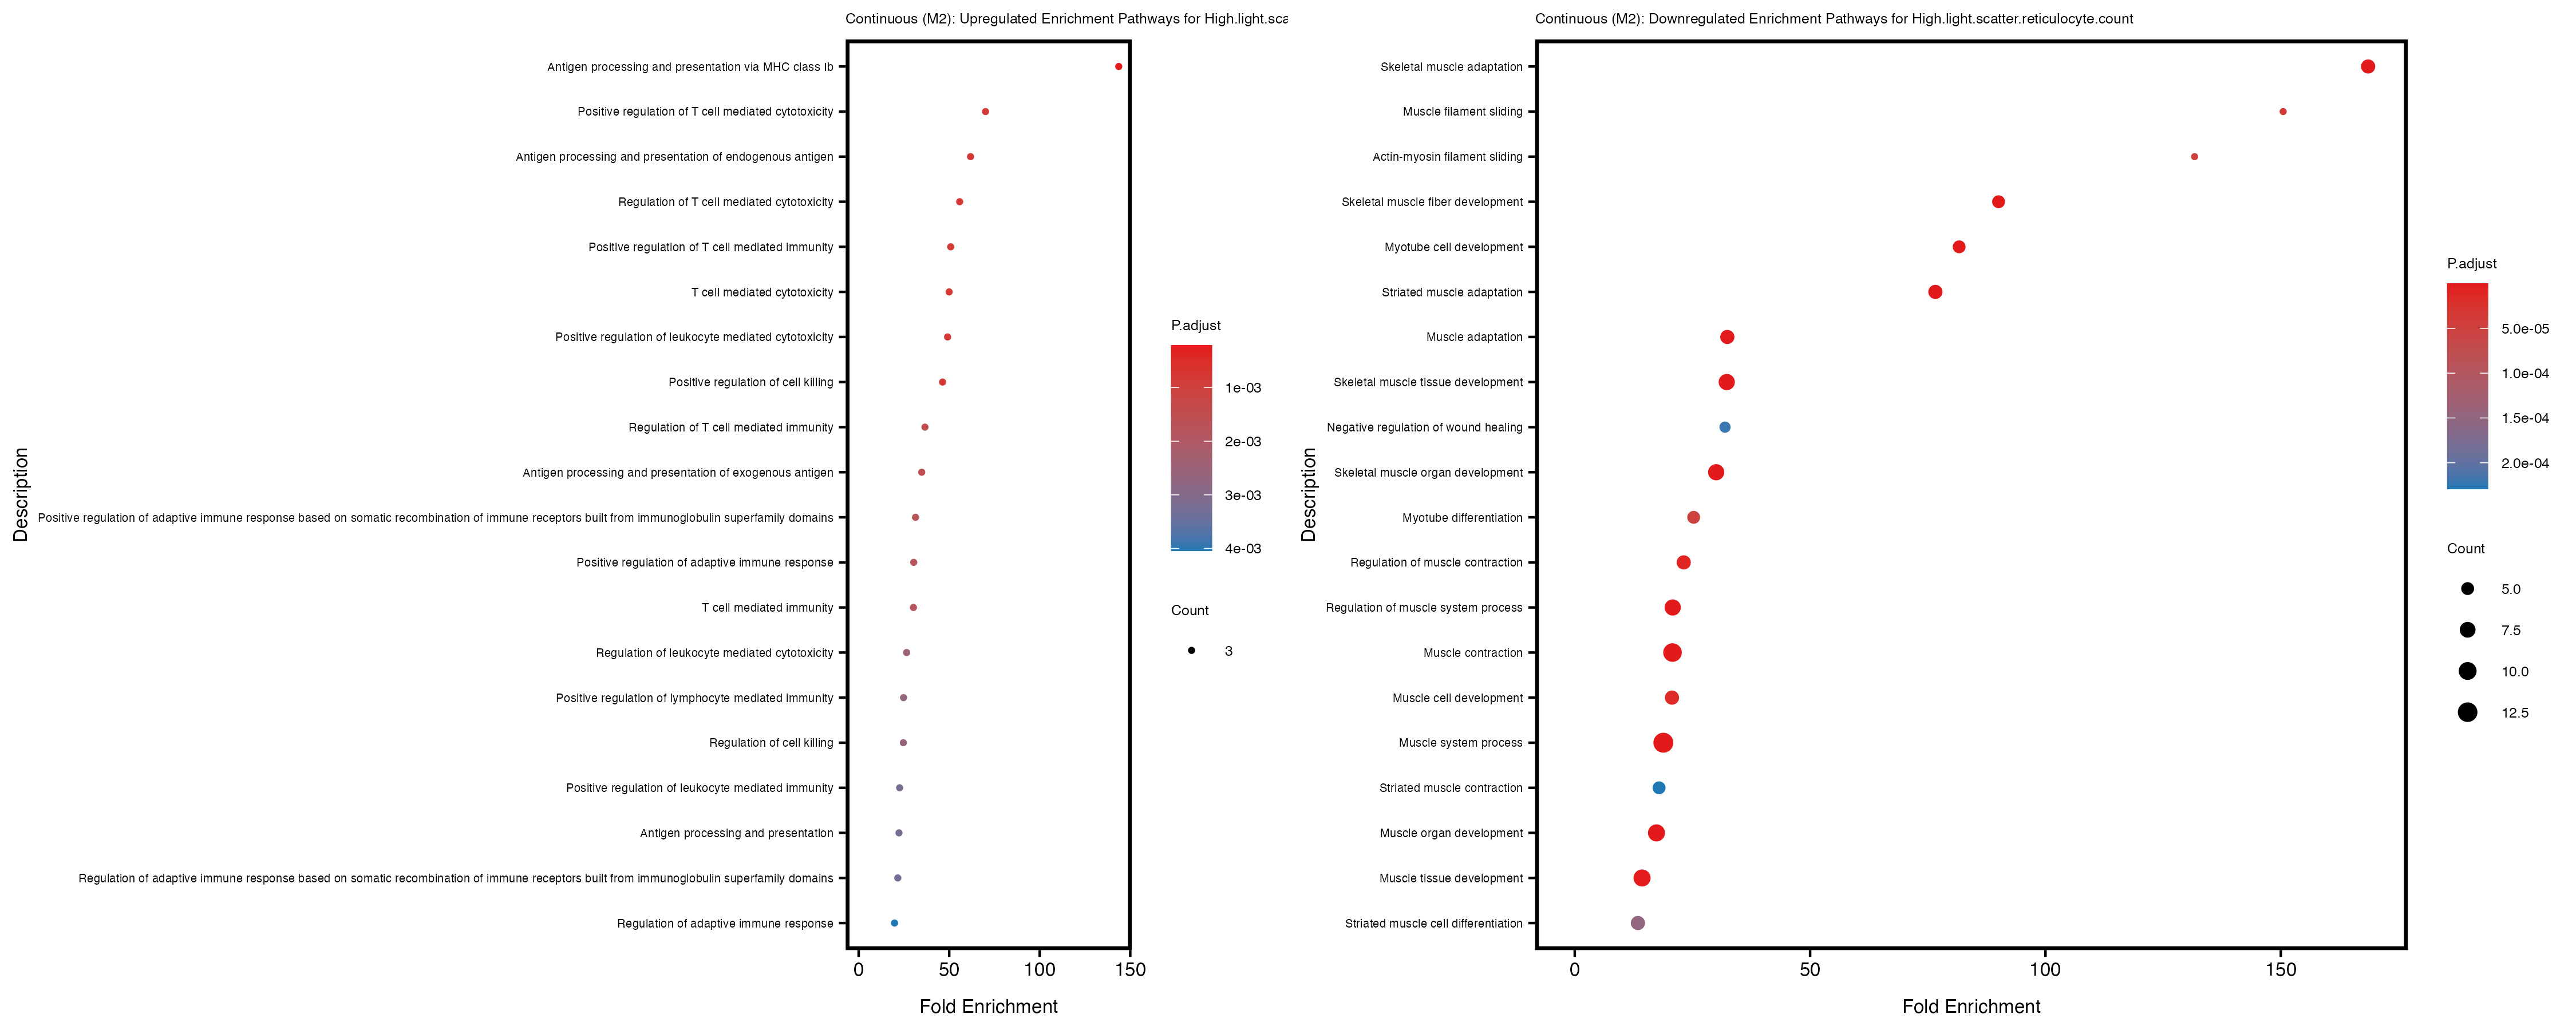 Continuous (M2): Upregulated Enrichment Pathways for High.light.sca
Description
Antigen processing and presentation via MHC class Ib
Positive regulation of T cell mediated cytotoxicity
Antigen processing and presentation of endogenous antigen
Regulation of T cell mediated cytotoxicity
Positive regulation of T cell mediated immunity
T cell mediated cytotoxicity
Positive regulation of leukocyte mediated cytotoxicity
Positive regulation of cell killing
Regulation of T cell mediated immunity
Antigen processing and presentation of exogenous antigen
Positive regulation of adaptive immune response based on somatic recombination of immune receptors built from immunoglobulin superfamily domains
Positive regulation of adaptive immune response
T cell mediated immunity
Regulation of leukocyte mediated cytotoxicity
Positive regulation of lymphocyte mediated immunity
Regulation of cell killing
Positive regulation of leukocyte mediated immunity
Antigen processing and presentation
Regulation of adaptive immune response based on somatic recombination of immune receptors built from immunoglobulin superfamily domains
Regulation of adaptive immune response
0 50 100 150
Fold Enrichment
P.adjust
1e-03
2e-03
3e-03
4e-03
Count
3
Continuous (M2): Downregulated Enrichment Pathways for High.light.scatter.reticulocyte.count
Description
Skeletal muscle adaptation
Muscle filament sliding
Actin-myosin filament sliding
Skeletal muscle fiber development
Myotube cell development
Striated muscle adaptation
Muscle adaptation
Skeletal muscle tissue development
Negative regulation of wound healing
Skeletal muscle organ development
Myotube differentiation
Regulation of muscle contraction
Regulation of muscle system process
Muscle contraction
Muscle cell development
Muscle system process
Striated muscle contraction
Muscle organ development
Muscle tissue development
Striated muscle cell differentiation
0 50 100 150
Fold Enrichment
P.adjust
5.0e-05
1.0e-04
1.5e-04
2.0e-04
Count
5.0
7.5
10.0
12.5